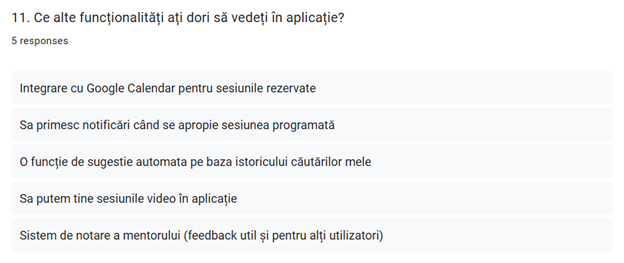 11. Ce alte funcționalități ați dori să vedeți în aplicație?
5 responses
Integrare cu Google Calendar pentru sesiunile rezervate
Sa primesc notificări când se apropie sesiunea programată
O funcție de sugestie automata pe baza istoricului căutărilor mele
Sa putem tine sesiunile video în aplicație
Sistem de notare a mentorului (feedback util și pentru alți utilizatori)